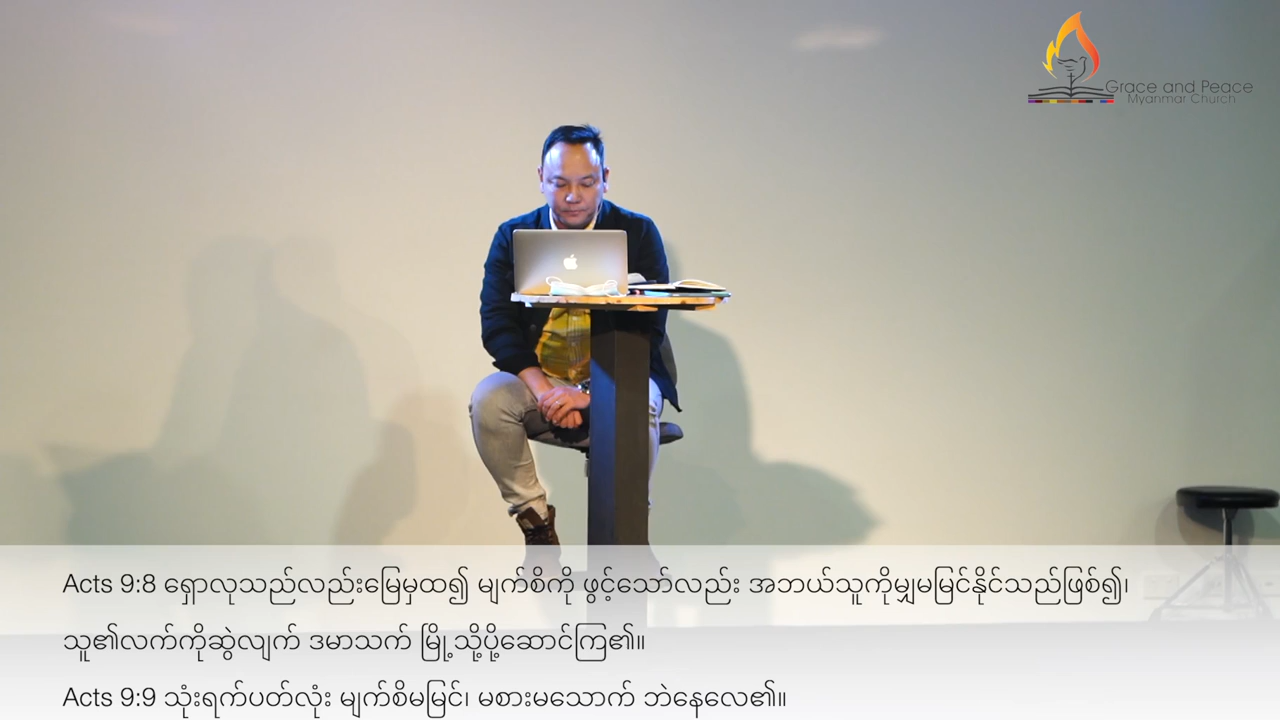 Grace and Peace
Myanmar Church
Acts 9:8 ရှောလုသည်လည်းမြေမှထ၍ မျက်စိကို ဖွင့်သော်လည်း အဘယ်သူကိုမျှမမြင်နိုင်သည်ဖြစ်၍၊
သူ၏လက်ကိုဆွဲလျက် ဒမာသက် မြို့သို့ပို့ဆောင်ကြ၏။
Acts 9:9 သုံးရက်ပတ်လုံး မျက်စိမမြင်၊ မစားမသောက် ဘဲနေလေ၏။